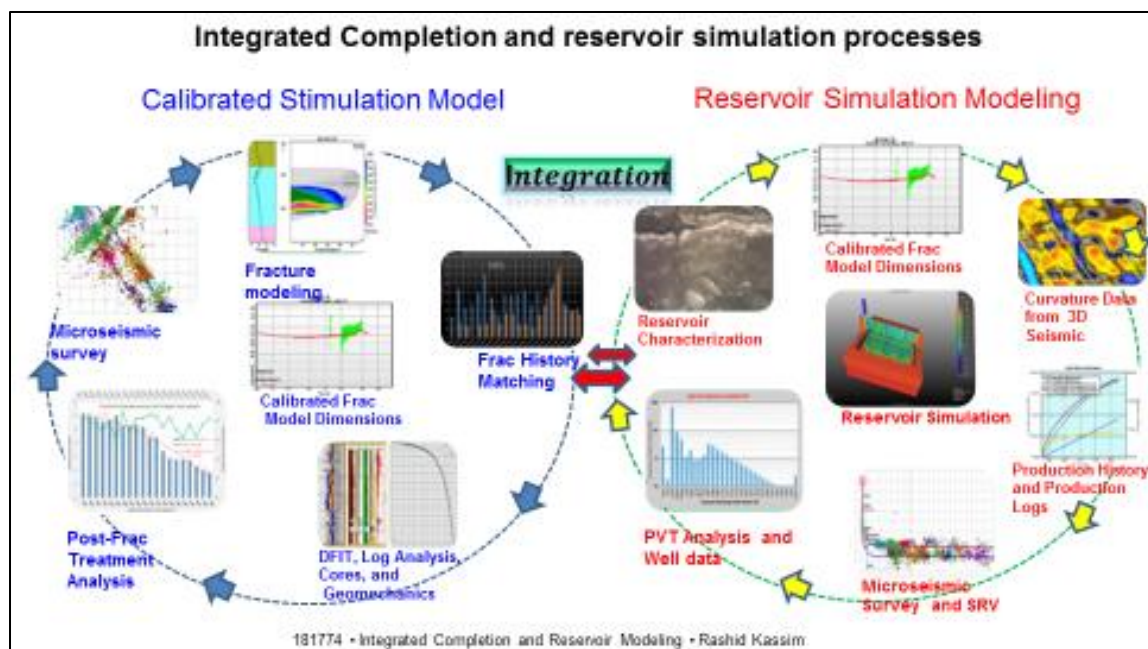 Integrated Completion and reservoir simulation processes
Calibrated Stimulation Model
Reservoir Simulation Modeling
Integration
Fracture
modeling
Microseismic
survey
Calibrated Frac
Model Dimensions
Frac History
Matching
Post-Frac
Treatment
Analysis
DFIT, Log Analysis,
Cores, and
Geomechanics
Reservoir
Characterization
Calibrated Frac
Model Dimensions
Curvature Data
from 3D
Seismic
Reservoir Simulation
Production History
and Production
Logs
PVT Analysis and
Well data
Microseismic
Survey and SRV
181774 • Integrated Completion and Reservoir Modeling • Rashid Kassim